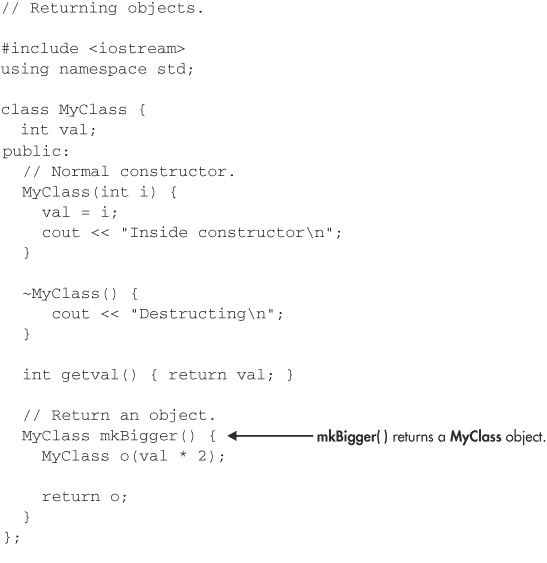 // Returning objects.
#include <iostream>
using namespace std;
class MyClass {
int val;
public:
// Normal constructor.
MyClass(int i) {
val = i;
cout << "Inside constructor\n";
}
~MyClass() {
cout << "Destructing\n";
}
int getval() { return val; }
// Return an object.
MyClass mkBigger() { mkBigger( ) returns a MyClass object.
MyClass o(val * 2);
return o;
}
};